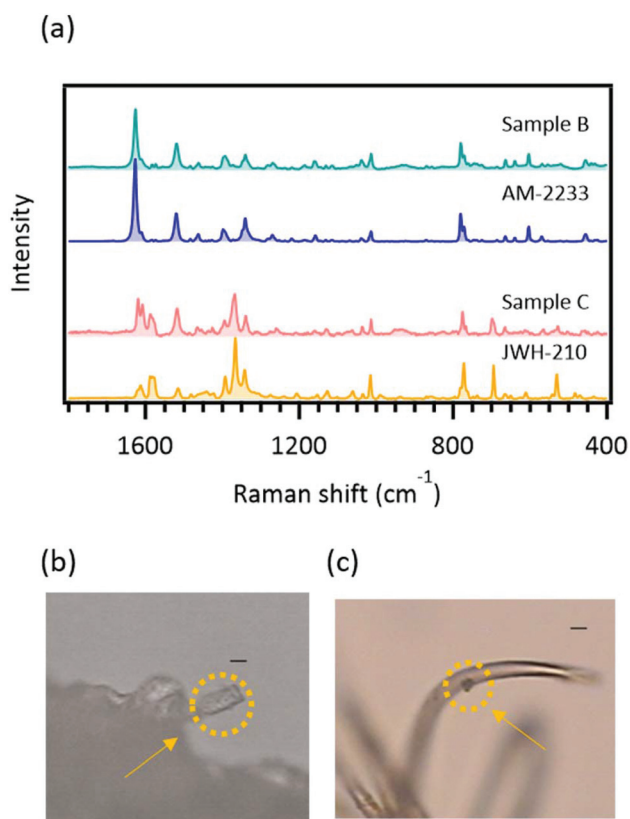 (a)
Sample B
AM-2233
Sample C
JWH-210
Intensity
1600 1200 800 400
Raman shift (cm⁻¹)
(b) (c)